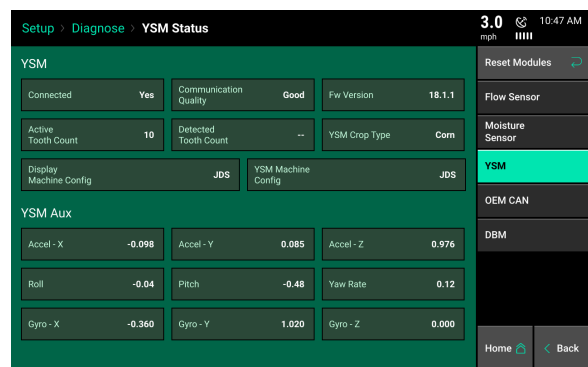 Setup > Diagnose > YSM Status
3.0
mph
10:47 AM
YSM
Connected Yes
Communication
Quality Good
Fw Version 18.1.1
Active
Tooth Count 10
Detected
Tooth Count --
YSM Crop Type Corn
Display
Machine Config JDS
YSM Machine
Config JDS
YSM Aux
Accel - X -0.098
Accel - Y 0.085
Accel - Z 0.976
Roll -0.04
Pitch -0.48
Yaw Rate 0.12
Gyro - X -0.360
Gyro - Y 1.020
Gyro - Z 0.000
Reset Modules
Flow Sensor
Moisture
Sensor
YSM
OEM CAN
DBM
Home
< Back